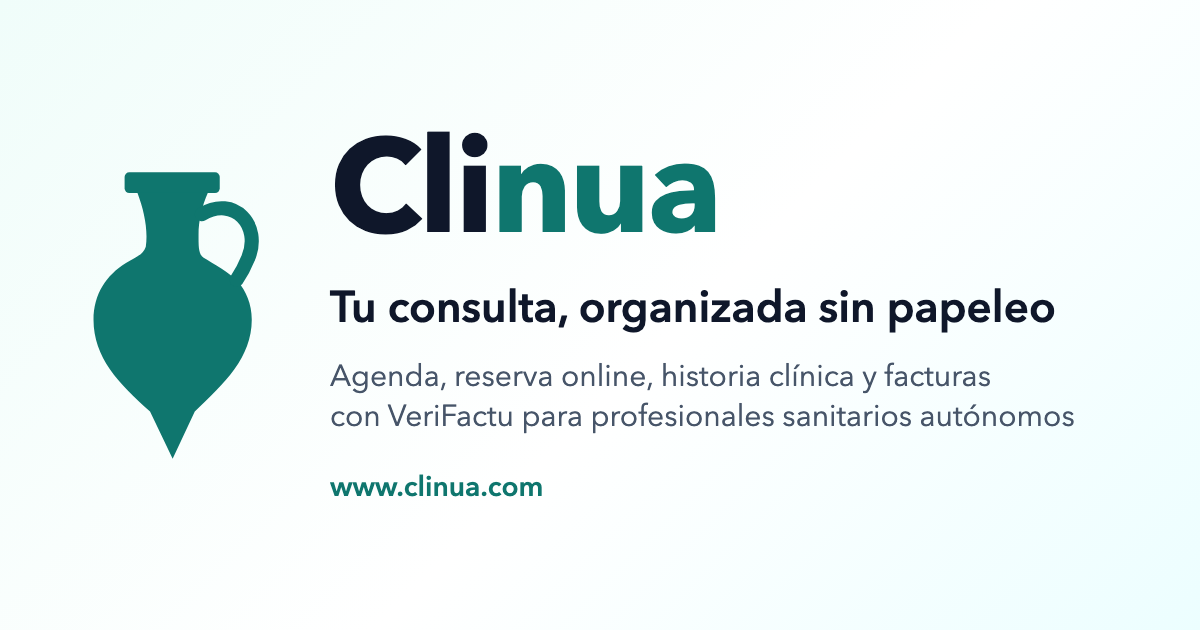 Clinua
Tu consulta, organizada sin papeleo
Agenda, reserva online, historia clínica y facturas
con VeriFactu para profesionales sanitarios autónomos
www.clinua.com